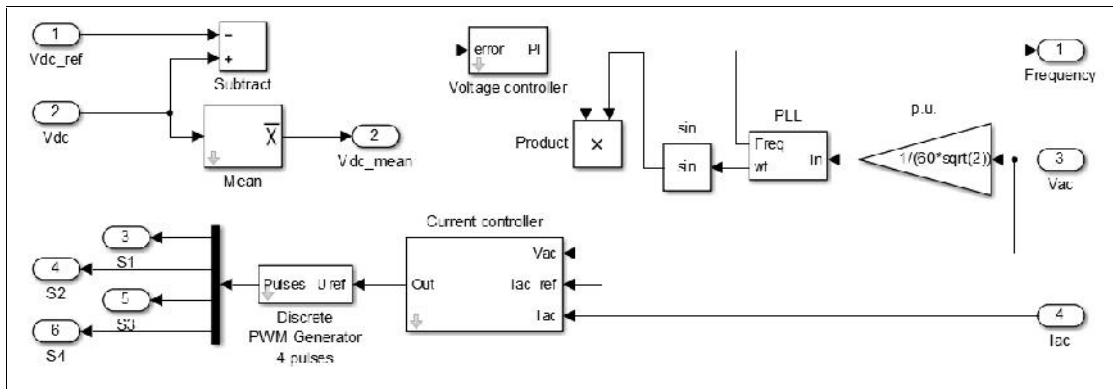 1
Vdc_ref
−
+
Subtract
2
Vdc
X
Mean
2
Vdc_mean
error PI
Voltage controller
Product
×
sin
sin
PLL
Freq
wt
In
p.u.
1/(60*sqrt(2))
1
Frequency
3
Vac
Current controller
Vac
Iac_ref
Iac
Out
4
Iac
Pulses Uref
Discrete
PWM Generator
4 pulses
3
S1
4
S2
5
S3
6
S4